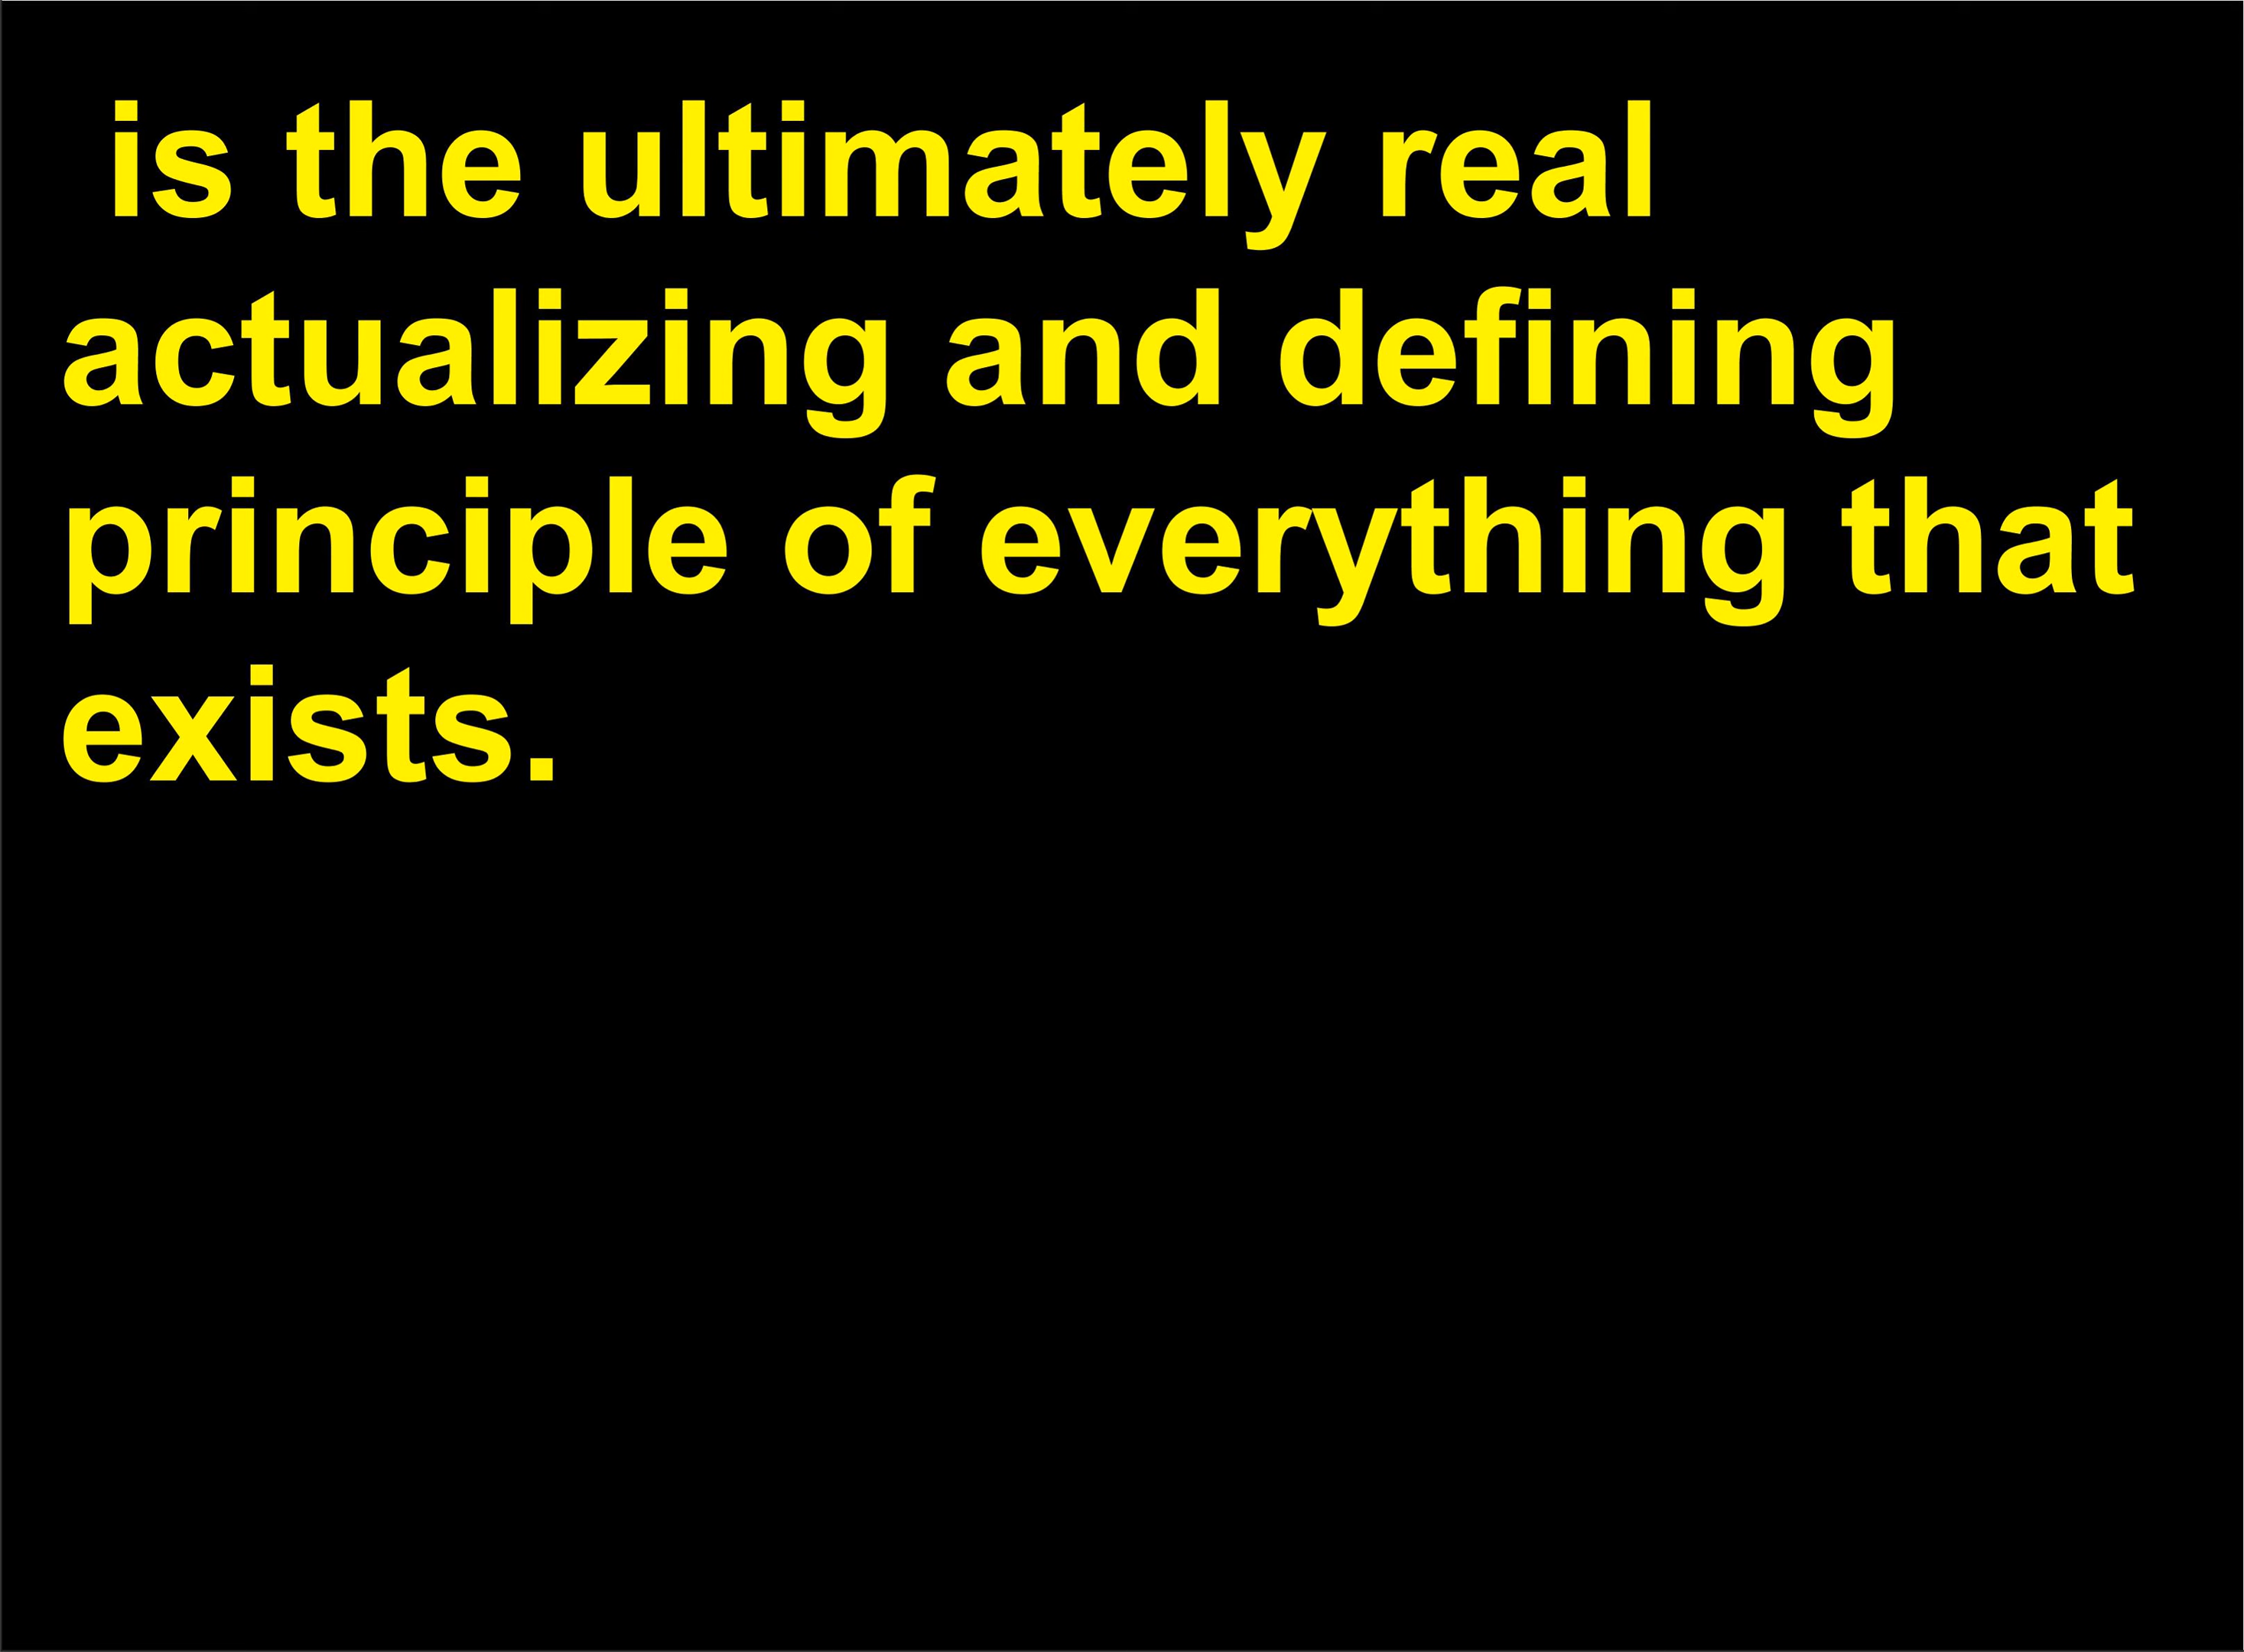 is the ultimately real
actualizing and defining
principle of everything that
exists.